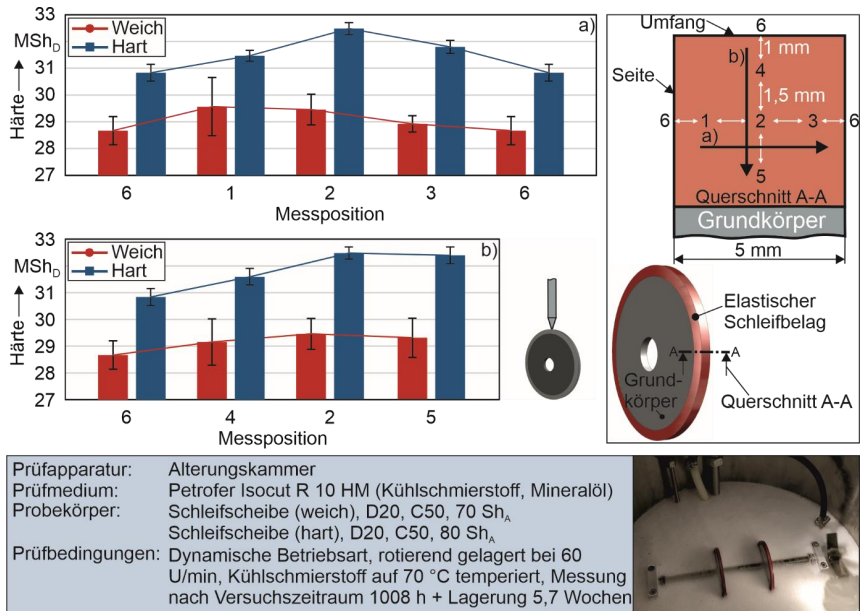 33
MSh_D
31
30
29
28
27
Härte
Weich
Hart
a)
6 1 2 3 6
Messposition
33
MSh_D
31
30
29
28
27
Härte
Weich
Hart
b)
6 4 2 5
Messposition
Umfang
6
Seite
b)
1 mm
4
1,5 mm
6 1 2 3 6
a)
5
Querschnitt A-A
Grundkörper
5 mm
Elastischer
Schleifbelag
A A
Grund-
körper
Querschnitt A-A
Prüfapparatur: Alterungskammer
Prüfmedium: Petrofer Isocut R 10 HM (Kühlschmierstoff, Mineralöl)
Probekörper: Schleifscheibe (weich), D20, C50, 70 Sh_A
Schleifscheibe (hart), D20, C50, 80 Sh_A
Prüfbedingungen: Dynamische Betriebsart, rotierend gelagert bei 60
U/min, Kühlschmierstoff auf 70 °C temperiert, Messung
nach Versuchszeitraum 1008 h + Lagerung 5,7 Wochen